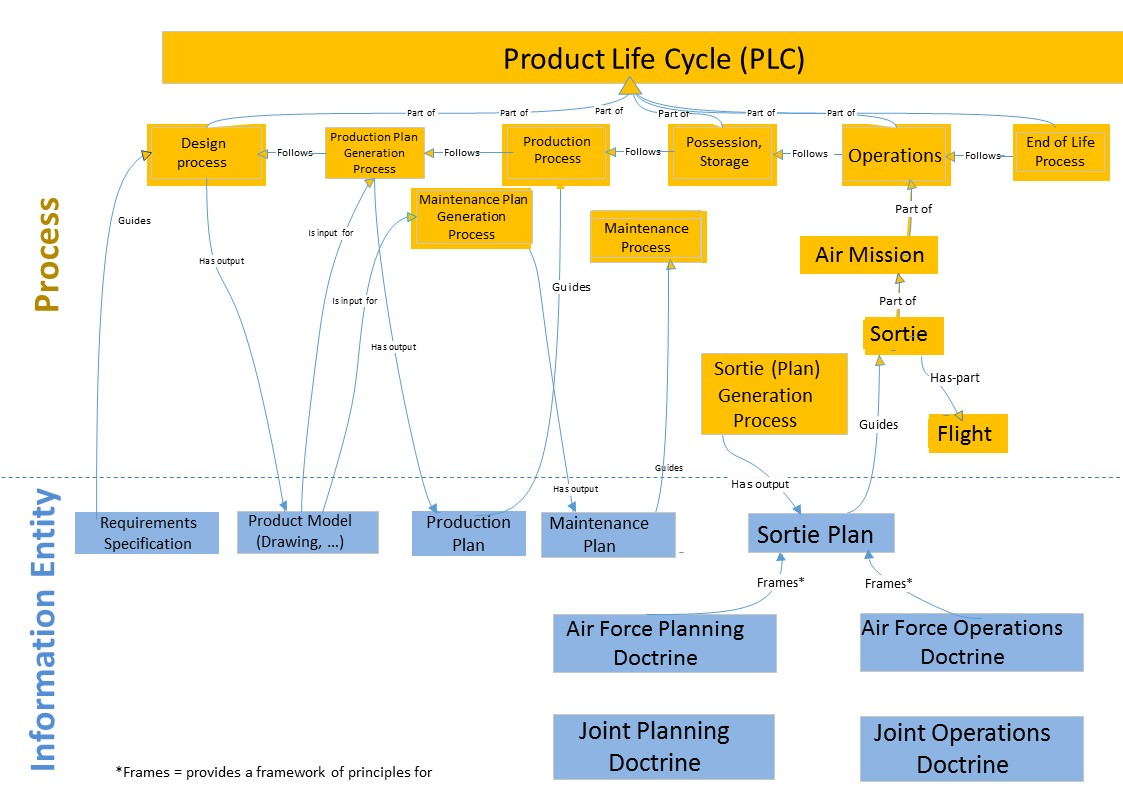 Product Life Cycle (PLC)
Part of
Part of
Part of
Part of
Part of
Part of
Design
process
Follows
Production Plan
Generation
Process
Follows
Production
Process
Follows
Possession,
Storage
Follows
Operations
Follows
End of Life
Process
Process
Guides
Has output
Is input for
Is input for
Has output
Maintenance Plan
Generation
Process
Guides
Maintenance
Process
Part of
Air Mission
Part of
Sortie
Has-part
Flight
Sortie (Plan)
Generation
Process
Guides
Guides
Has output
Has output
Information Entity
Requirements
Specification
Product Model
(Drawing, ...)
Production
Plan
Maintenance
Plan
Sortie Plan
Frames*
Frames*
Air Force Planning
Doctrine
Air Force Operations
Doctrine
Joint Planning
Doctrine
Joint Operations
Doctrine
*Frames = provides a framework of principles for